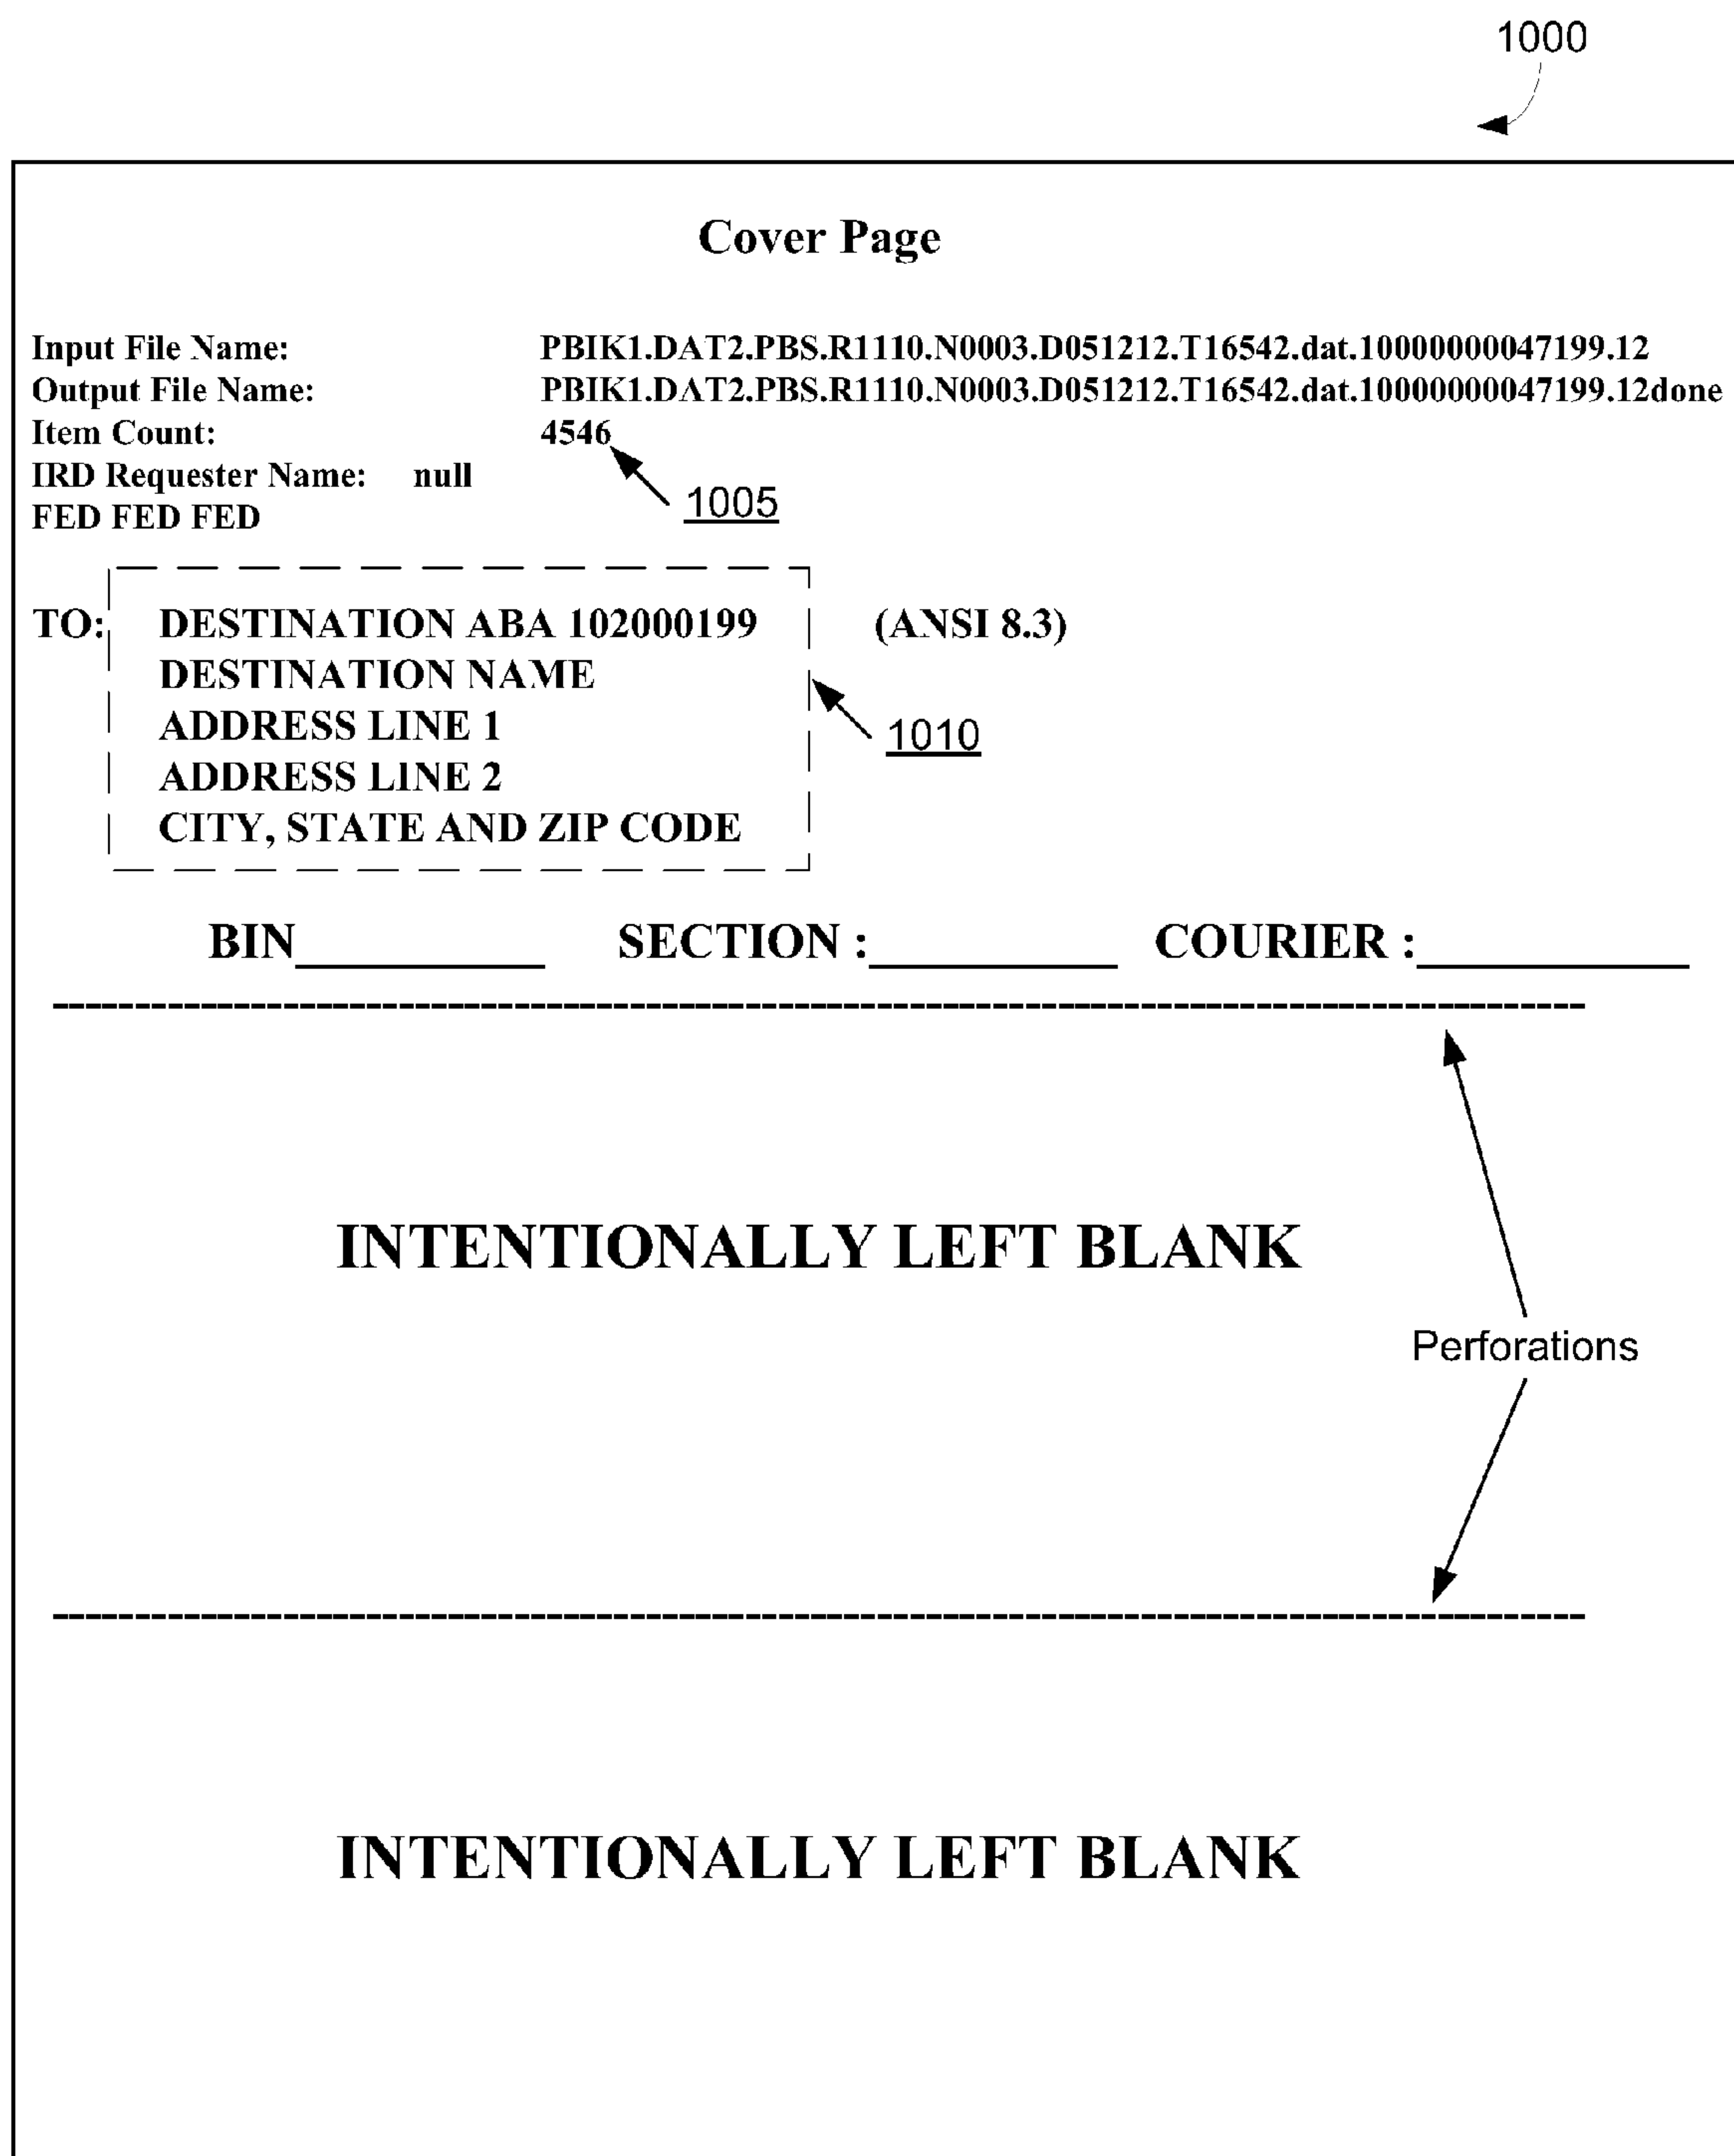 1000
Cover Page
Input File Name: PBIK1.DAT2.PBS.R1110.N0003.D051212.T16542.dat.10000000047199.12
Output File Name: PBIK1.DAT2.PBS.R1110.N0003.D051212.T16542.dat.10000000047199.12done
Item Count: 4546
IRD Requester Name: null
1005
FED FED FED
TO: DESTINATION ABA 102000199 (ANSI 8.3)
DESTINATION NAME
ADDRESS LINE 1
1010
ADDRESS LINE 2
CITY, STATE AND ZIP CODE
BIN__________ SECTION :__________ COURIER :__________
INTENTIONALLY LEFT BLANK
Perforations
INTENTIONALLY LEFT BLANK